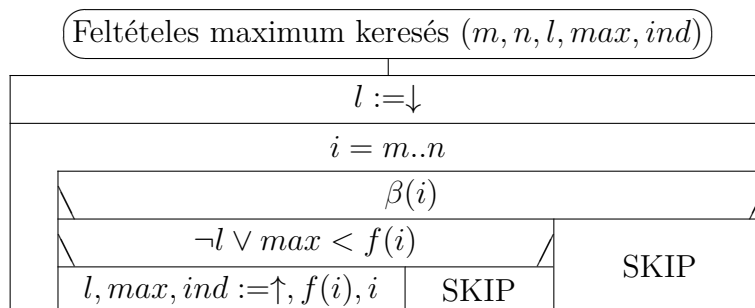 Feltételes maximum keresés (m, n, l, max, ind)
l :=↓
i = m..n
β(i)
¬l ∨ max < f(i)
SKIP
l, max, ind :=↑, f(i), i
SKIP